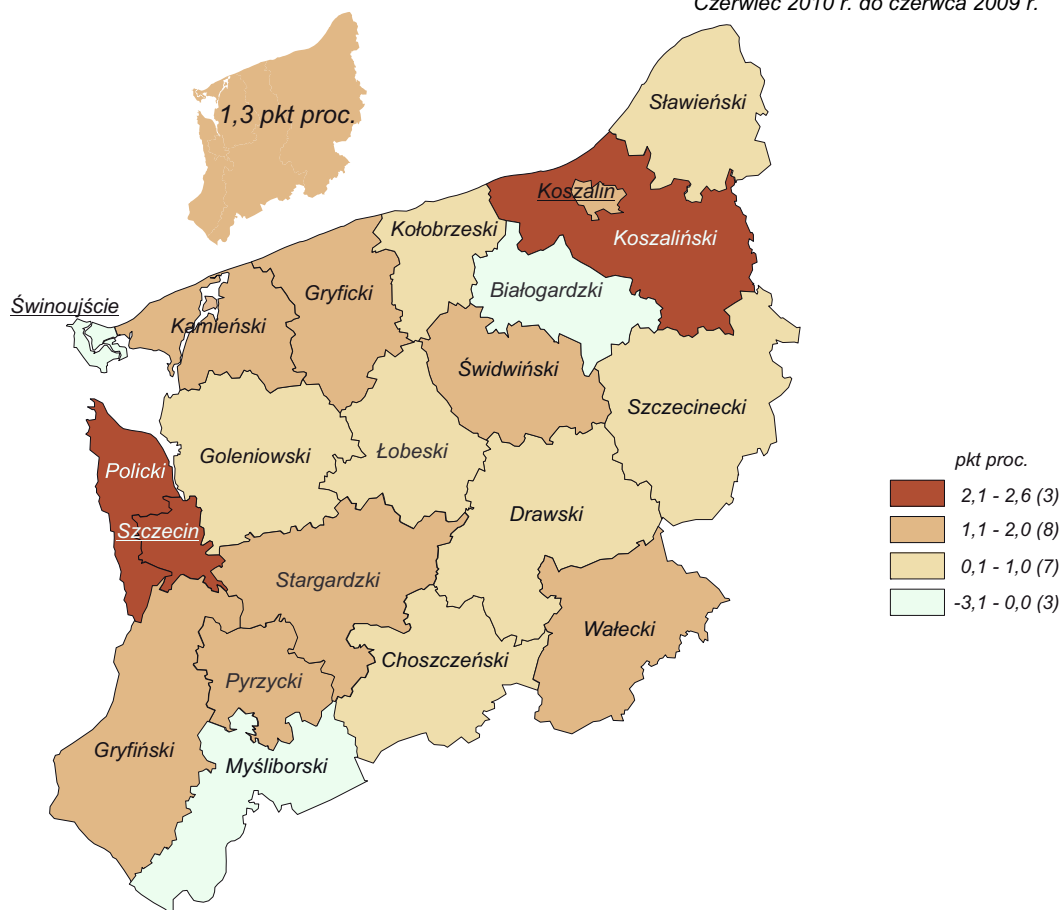 Czerwiec 2010 r. do czerwca 2009 r.
1,3 pkt proc.
Sławieński
Koszalin
Koszaliński
Kołobrzeski
Białogardzki
Gryficki
Świnoujście
Kamieński
Świdwiński
Szczecinecki
Goleniowski
Łobeski
Policki
Szczecin
Drawski
Stargardzki
Wałecki
Choszczeński
Pyrzycki
Gryfiński
Myśliborski
pkt proc.
2,1 - 2,6 (3)
1,1 - 2,0 (8)
0,1 - 1,0 (7)
-3,1 - 0,0 (3)